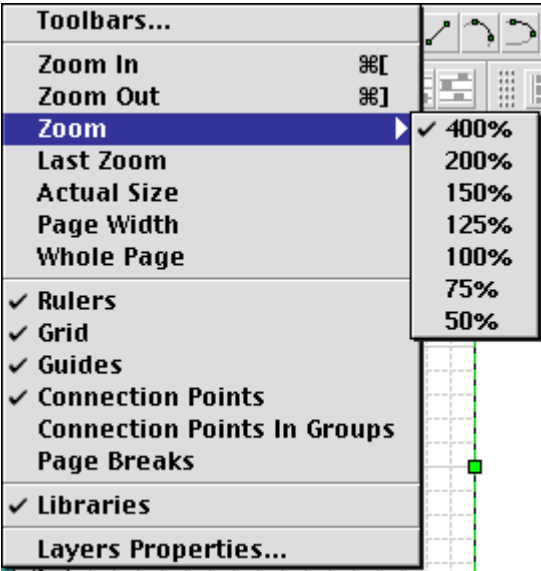 Toolbars...
Zoom In ⌘[
Zoom Out ⌘]
Zoom
Last Zoom
Actual Size
Page Width
Whole Page
Rulers
Grid
Guides
Connection Points
Connection Points In Groups
Page Breaks
Libraries
Layers Properties...
400%
200%
150%
125%
100%
75%
50%